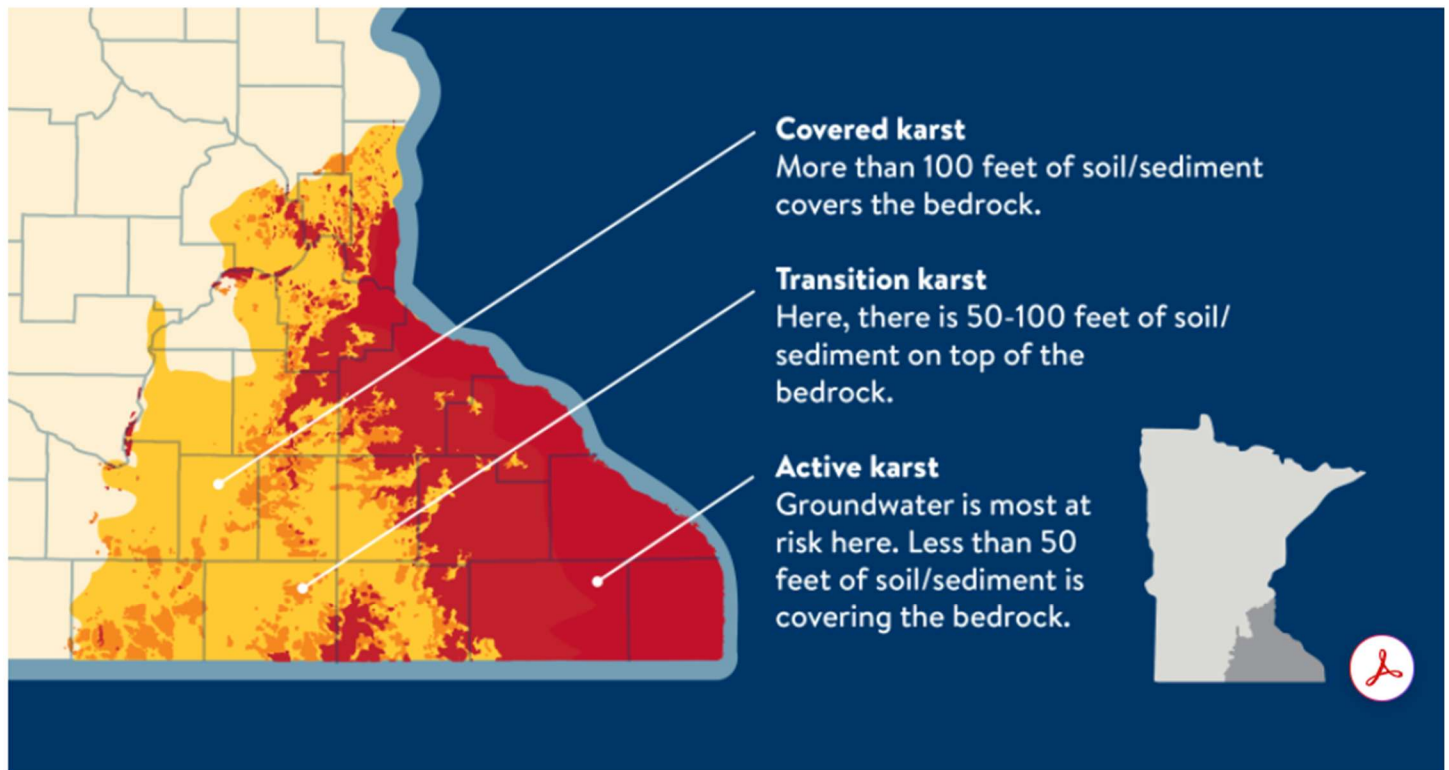 Covered karst
More than 100 feet of soil/sediment
covers the bedrock.
Transition karst
Here, there is 50-100 feet of soil/
sediment on top of the
bedrock.
Active karst
Groundwater is most at
risk here. Less than 50
feet of soil/sediment is
covering the bedrock.